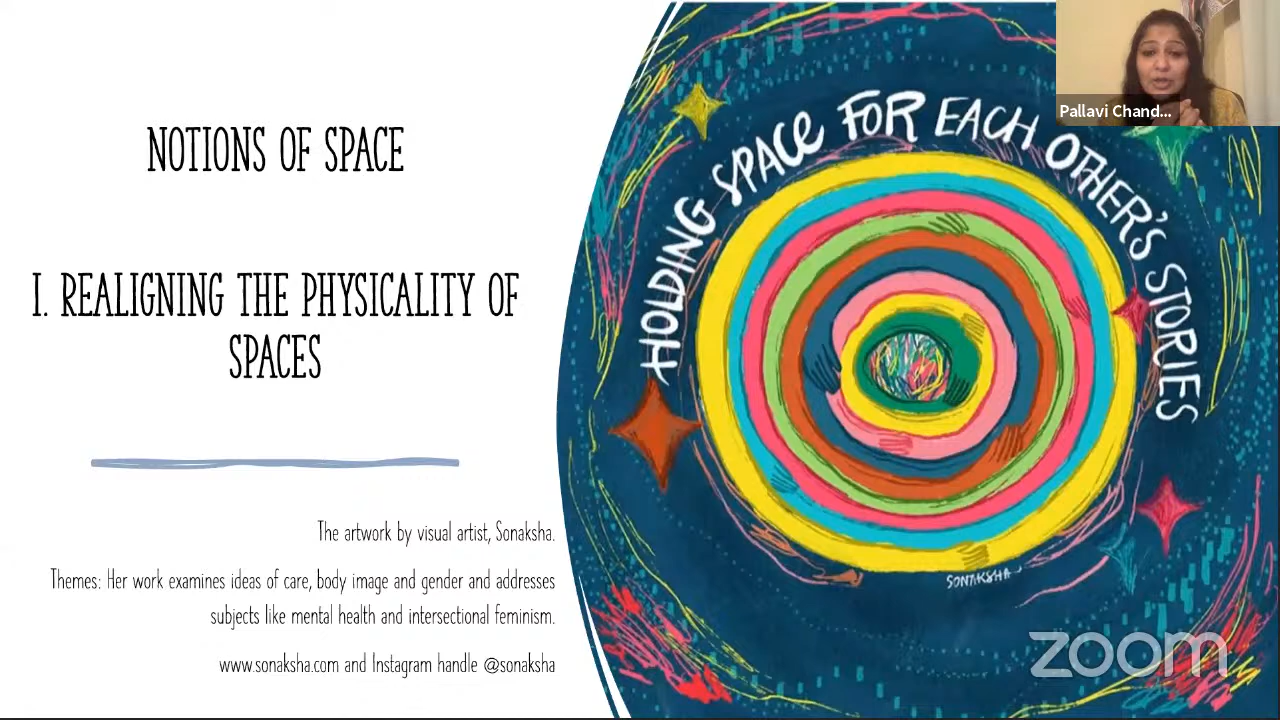 NOTIONS OF SPACE
I. REALIGNING THE PHYSICALITY OF
SPACES
The artwork by visual artist, Sonaksha.
Themes: Her work examines ideas of care, body image and gender and addresses
subjects like mental health and intersectional feminism.
www.sonaksha.com and Instagram handle @sonaksha
HOLDING SPACE FOR EACH OTHER'S STORIES
SONAKSHA
Pallavi Chand...
zoom